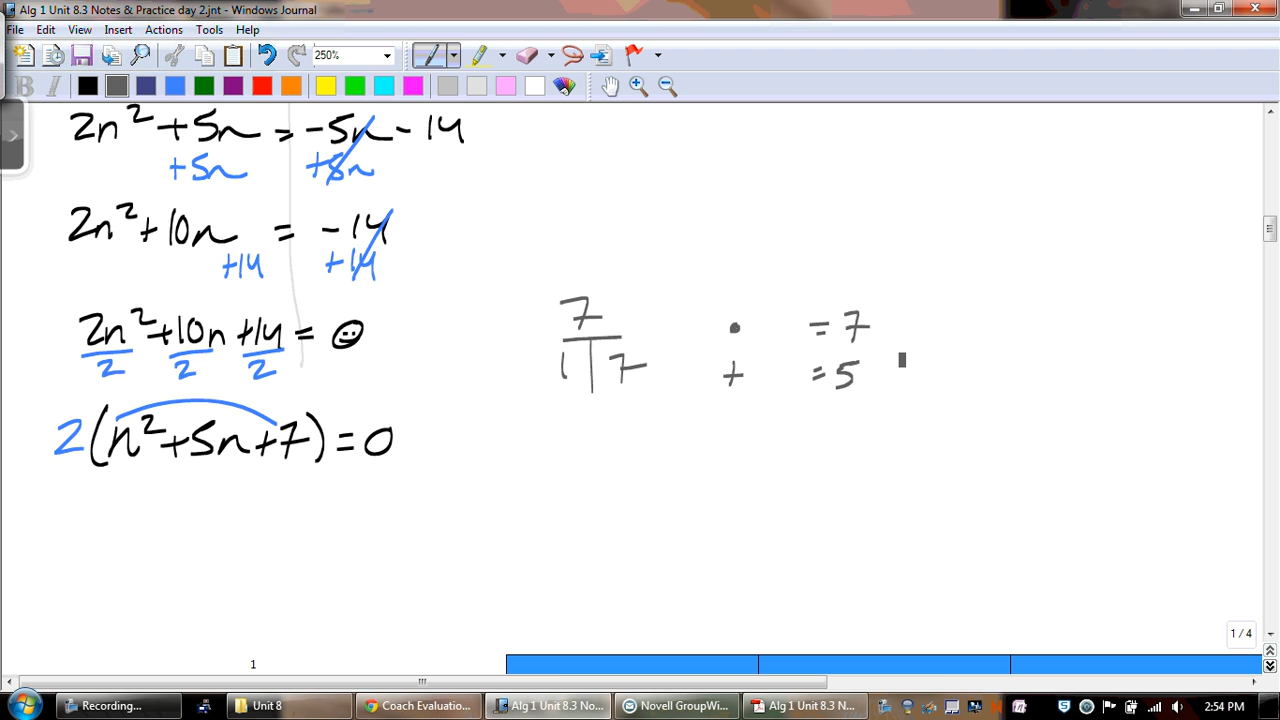 Alg 1 Unit 8.3 Notes & Practice day 2.jnt - Windows Journal
File Edit View Insert Actions Tools Help
250%
B I
2n² + 5n = -5n - 14
+5n +5n
2n² + 10n = -14
+14 +14
2n² + 10n + 14 = ☺
2 2 2
2(n² + 5n + 7) = 0
7
1 7
· = 7
+ = 5
1 / 4
1
Recording...
Unit 8
Coach Evaluatio...
Alg 1 Unit 8.3 No...
Novell GroupWi...
Alg 1 Unit 8.3 No...
2:54 PM